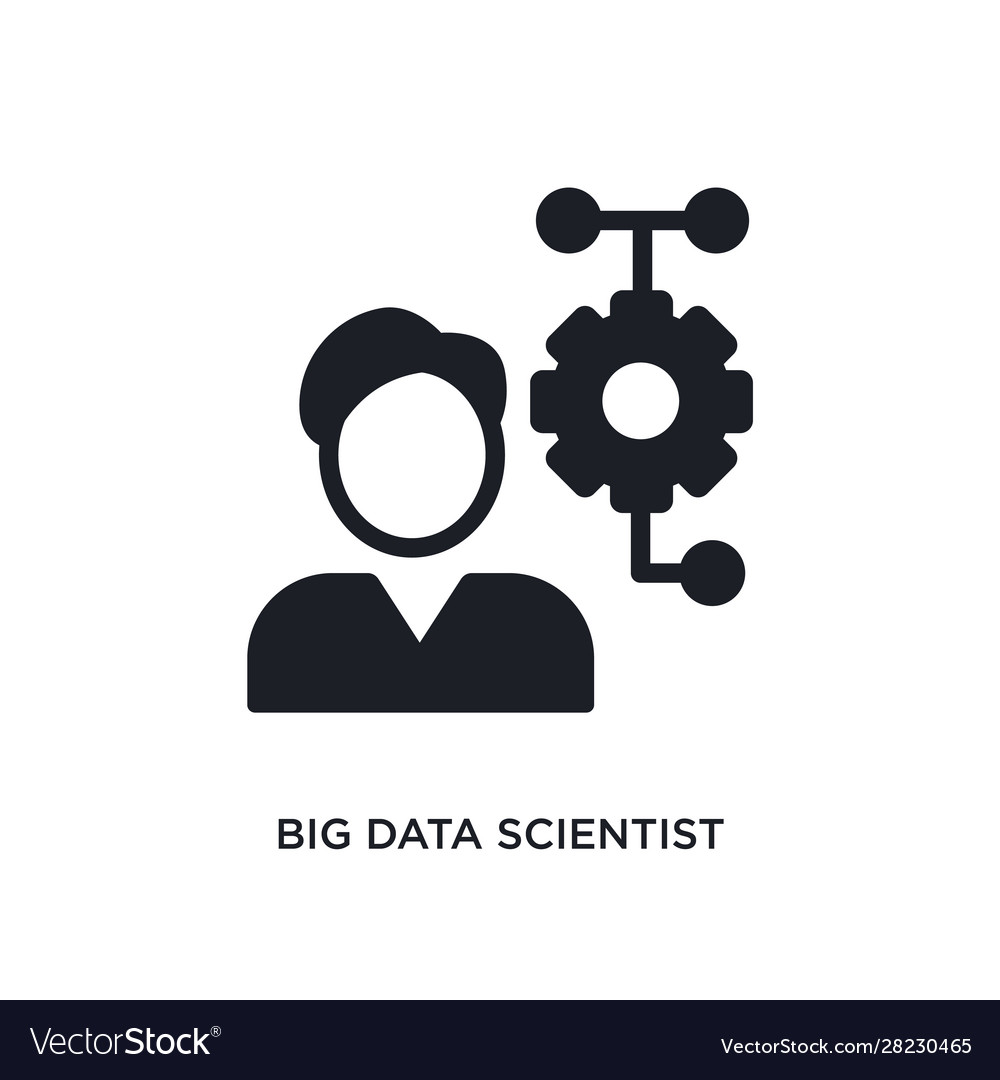 BIG DATA SCIENTIST
VectorStock®
VectorStock.com/28230465